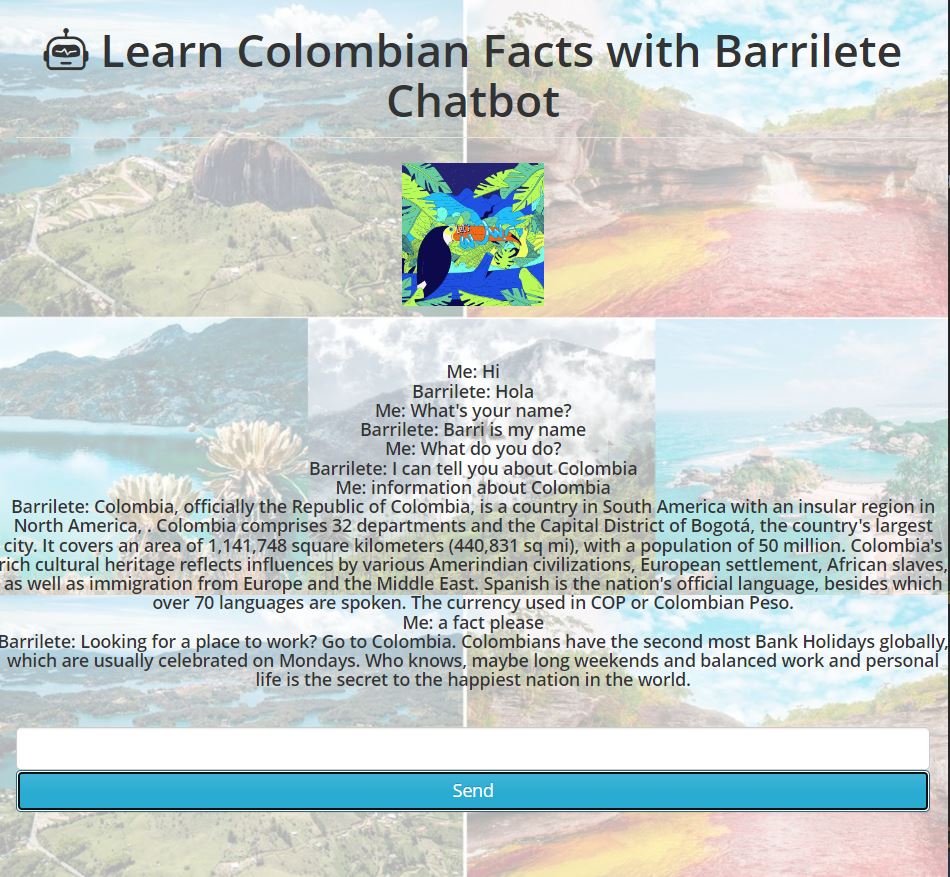 Learn Colombian Facts with Barrilete
Chatbot
Me: Hi
Barrilete: Hola
Me: What's your name?
Barrilete: Barri is my name
Me: What do you do?
Barrilete: I can tell you about Colombia
Me: information about Colombia
Barrilete: Colombia, officially the Republic of Colombia, is a country in South America with an insular region in
North America, . Colombia comprises 32 departments and the Capital District of Bogotá, the country's largest
city. It covers an area of 1,141,748 square kilometers (440,831 sq mi), with a population of 50 million. Colombia's
rich cultural heritage reflects influences by various Amerindian civilizations, European settlement, African slaves,
as well as immigration from Europe and the Middle East. Spanish is the nation's official language, besides which
over 70 languages are spoken. The currency used in COP or Colombian Peso.
Me: a fact please
Barrilete: Looking for a place to work? Go to Colombia. Colombians have the second most Bank Holidays globally,
which are usually celebrated on Mondays. Who knows, maybe long weekends and balanced work and personal
life is the secret to the happiest nation in the world.
Send